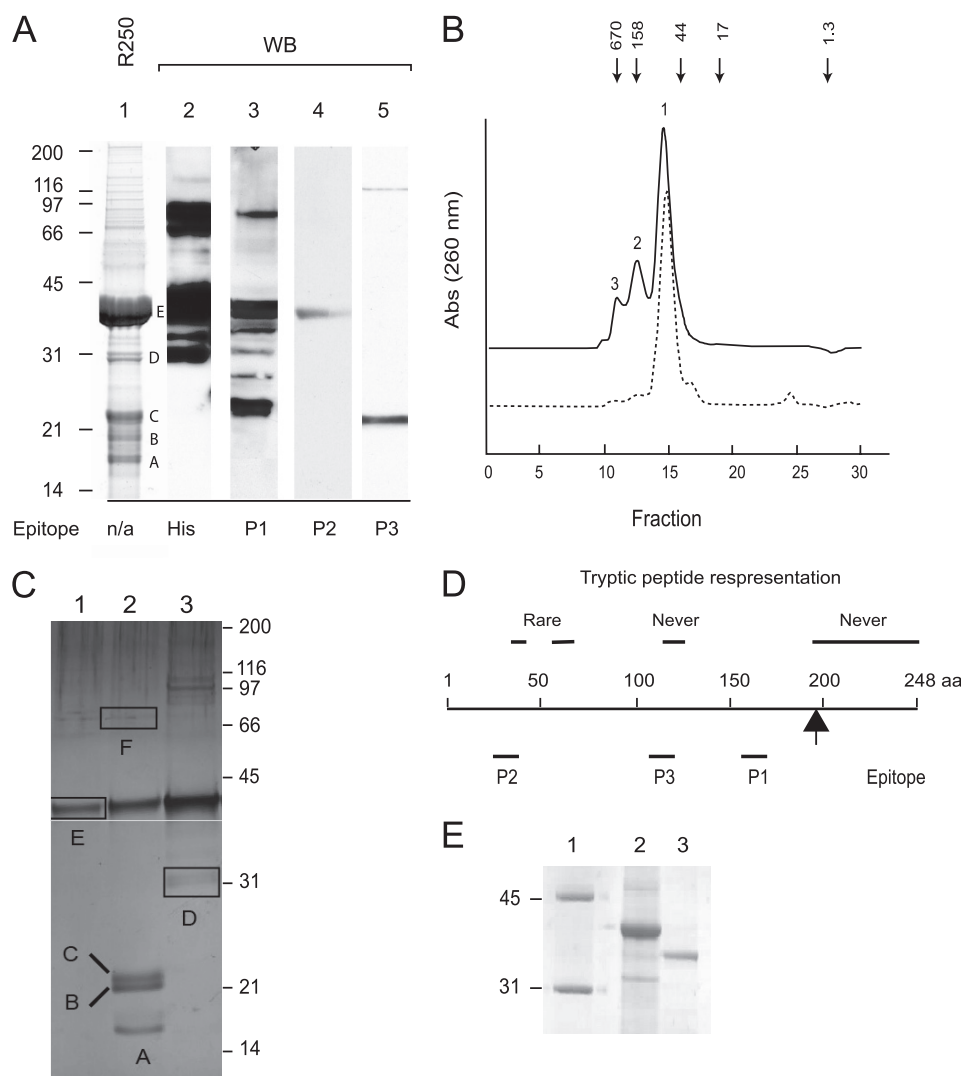 A
R250
WB
1 2 3 4 5
200
116
97
66
45
31
21
14
E
D
C
B
A
Epitope n/a His P1 P2 P3
B
670 158 44 17 1.3
1
2
3
Abs (260 nm)
0 5 10 15 20 25 30
Fraction
C
1 2 3
200
116
97
66
45
31
21
14
F
E
D
C
B
A
D
Tryptic peptide respresentation
Rare Never Never
1 50 100 150 200 248 aa
P2 P3 P1 Epitope
E
1 2 3
45
31